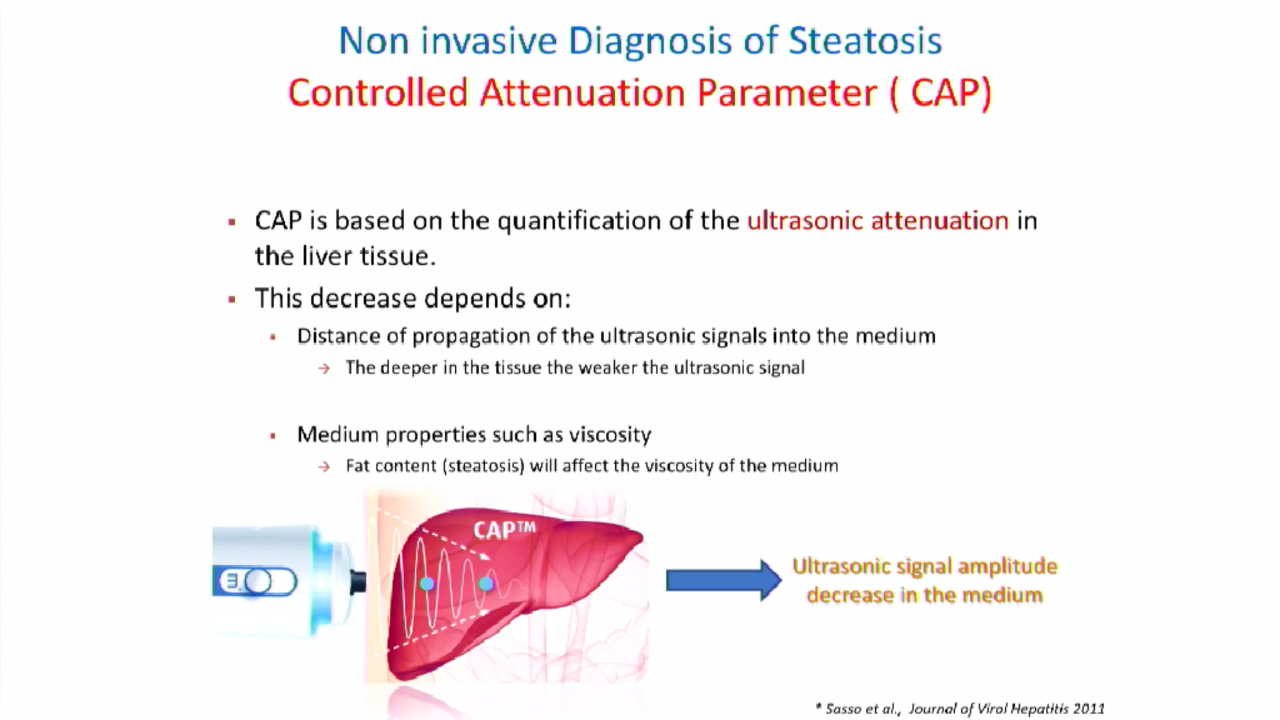 Non invasive Diagnosis of Steatosis
Controlled Attenuation Parameter ( CAP)
▪ CAP is based on the quantification of the ultrasonic attenuation in
the liver tissue.
▪ This decrease depends on:
▪ Distance of propagation of the ultrasonic signals into the medium
→ The deeper in the tissue the weaker the ultrasonic signal
▪ Medium properties such as viscosity
→ Fat content (steatosis) will affect the viscosity of the medium
CAP™
Ultrasonic signal amplitude
decrease in the medium
* Sasso et al., Journal of Viral Hepatitis 2011